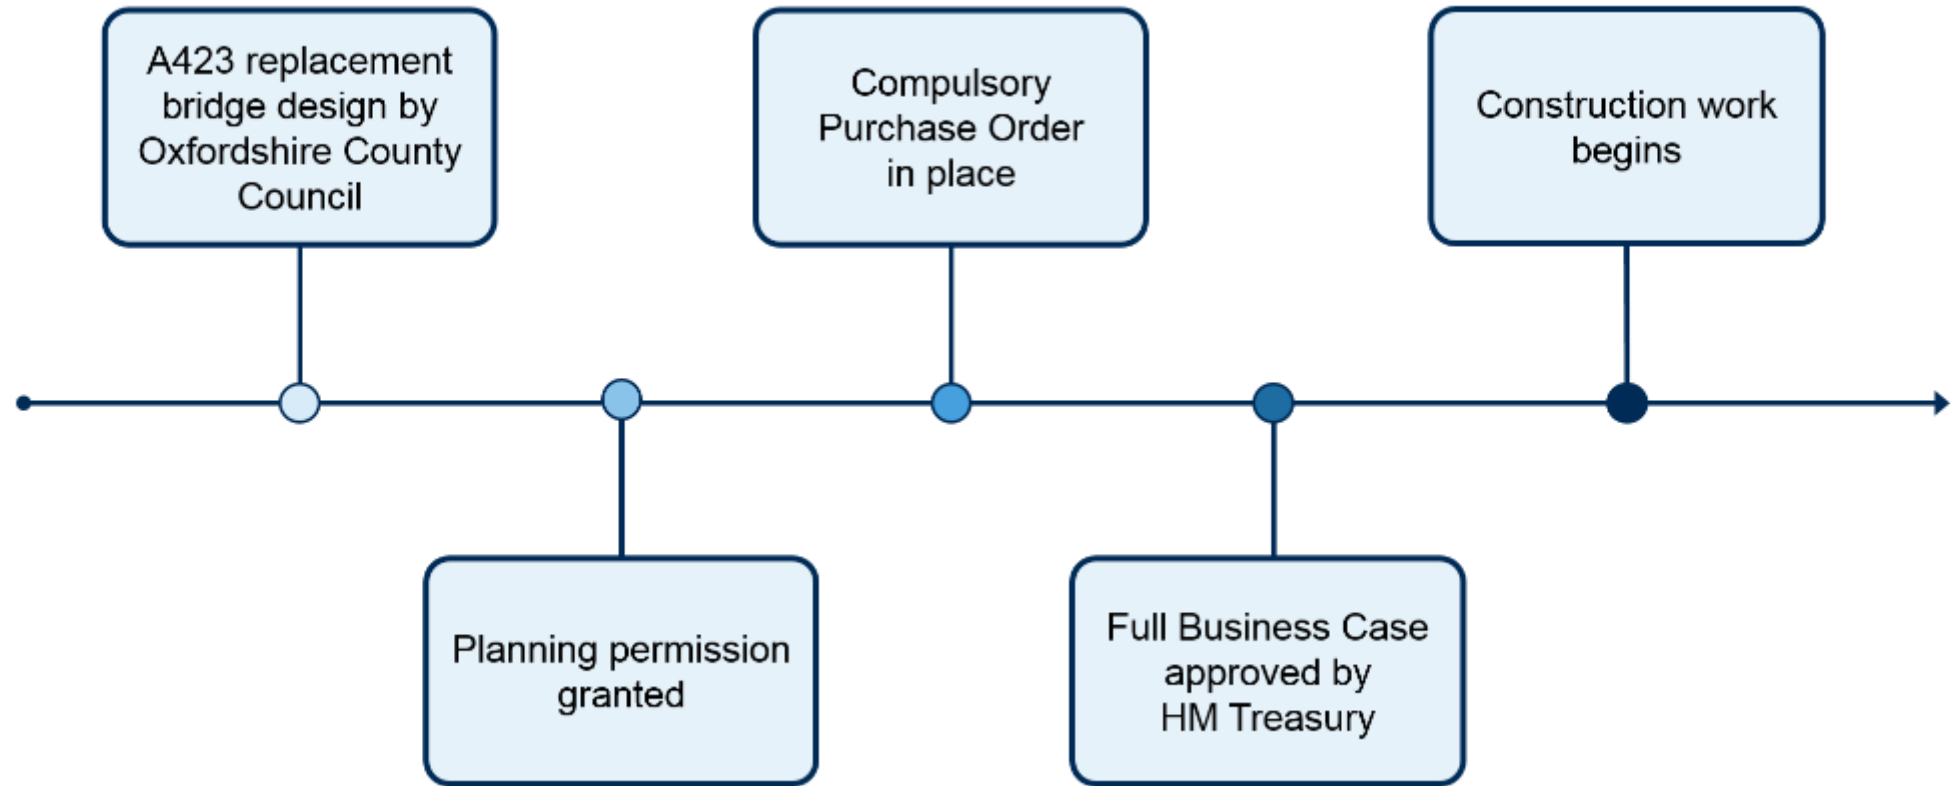 A423 replacement
bridge design by
Oxfordshire County
Council
Planning permission
granted
Compulsory
Purchase Order
in place
Full Business Case
approved by
HM Treasury
Construction work
begins